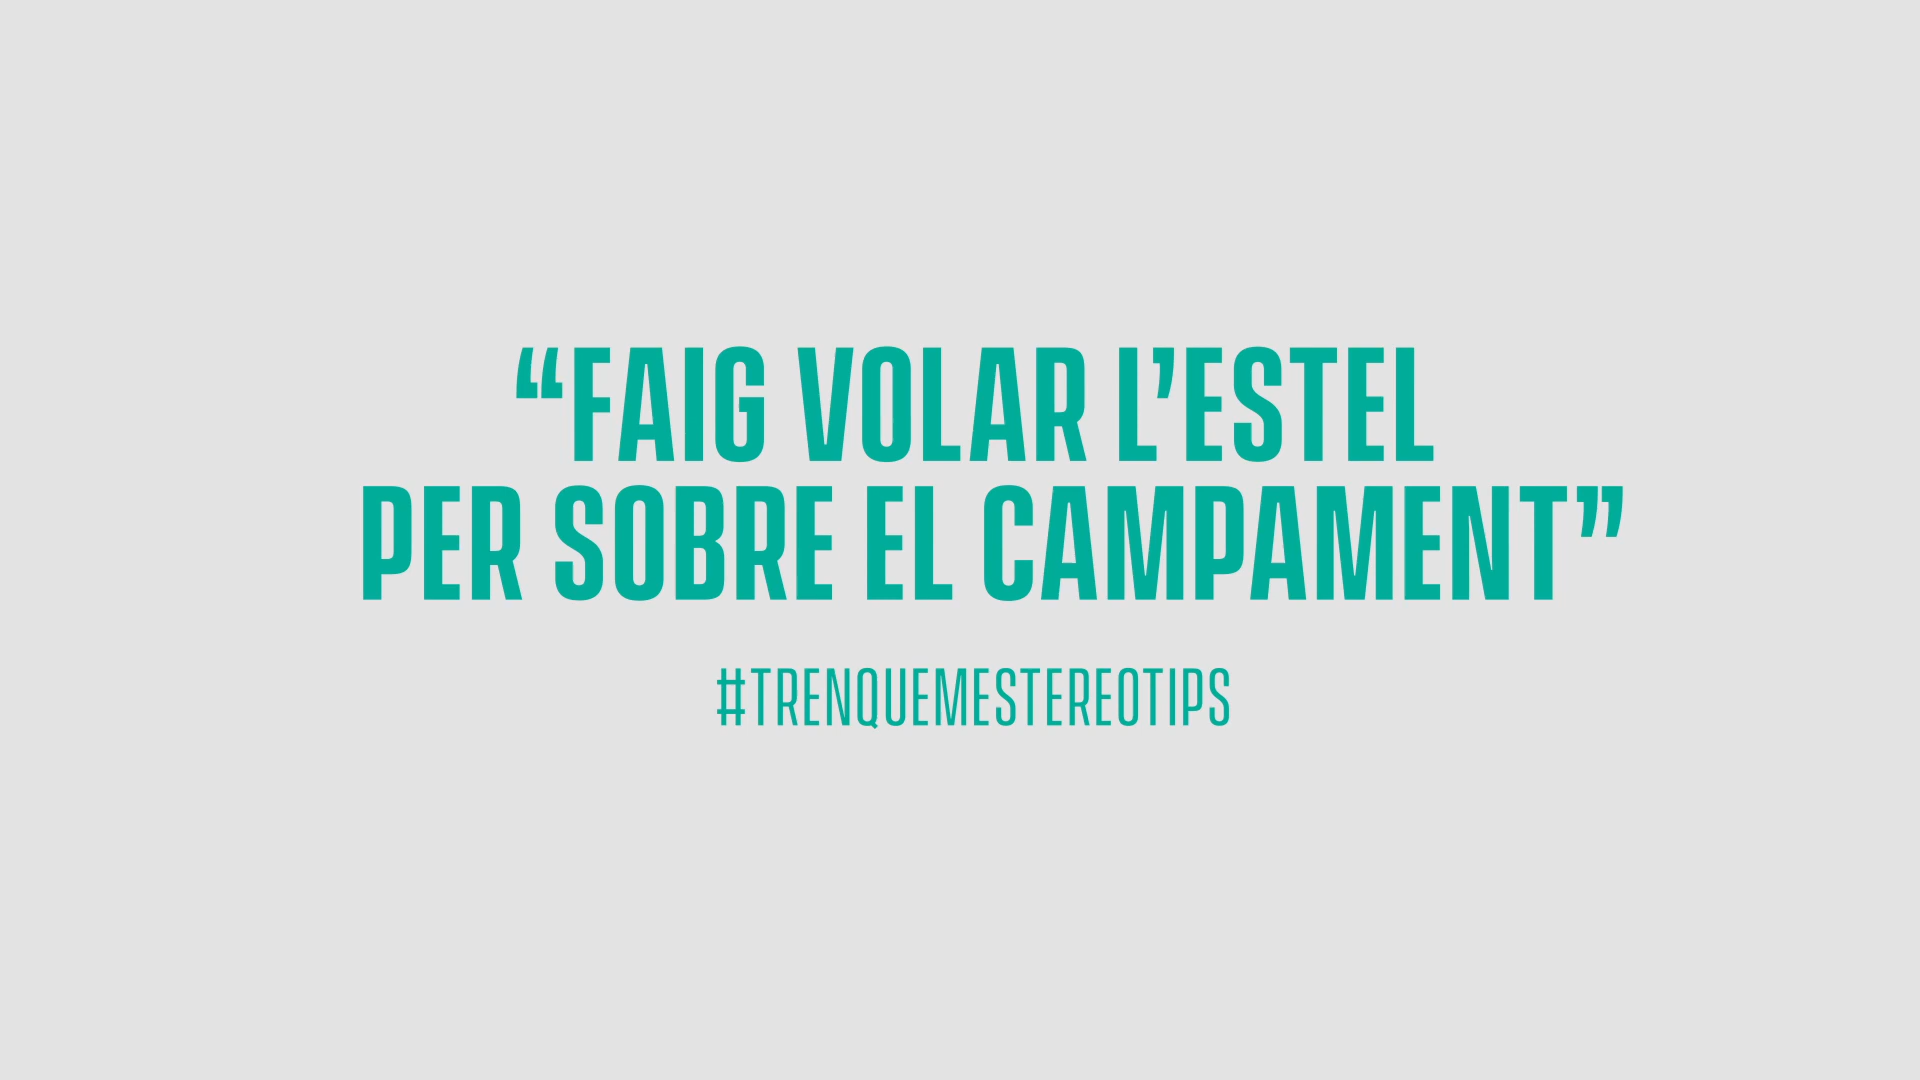 “FAIG VOLAR L’ESTEL
PER SOBRE EL CAMPAMENT”
#TRENQUEMESTEREOTIPS